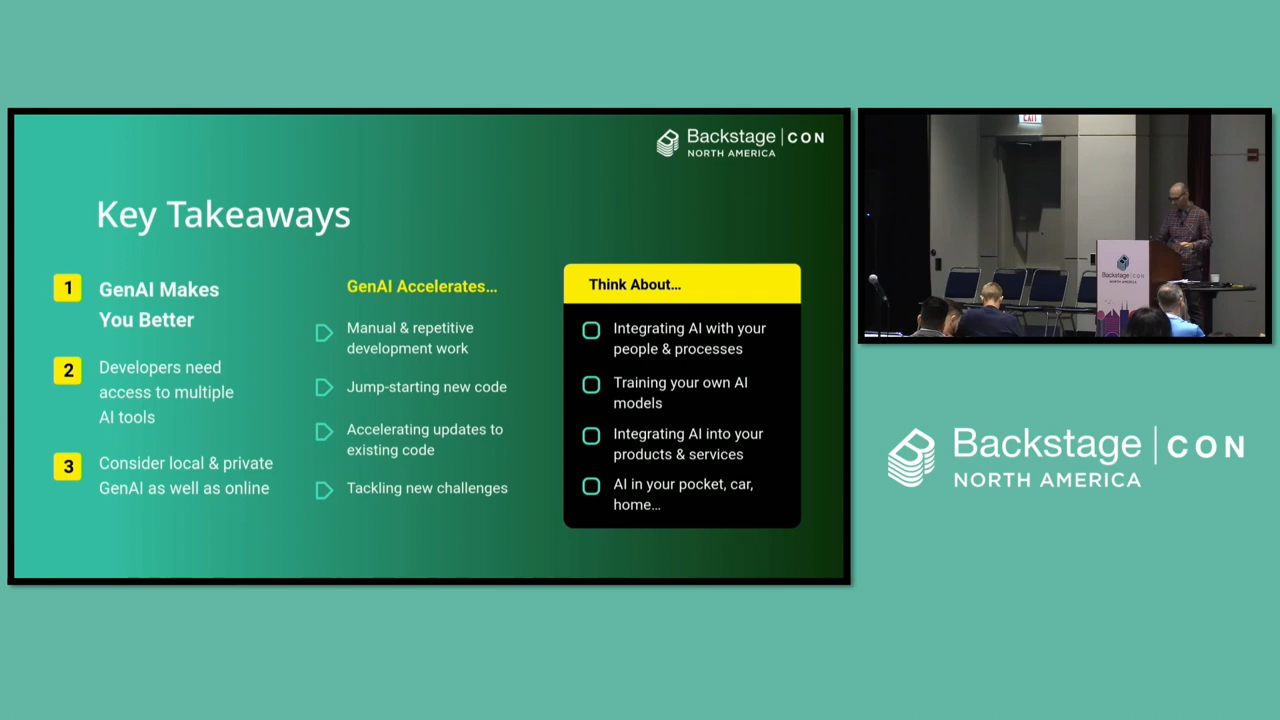 Backstage | CON
NORTH AMERICA
Key Takeaways
1
GenAI Makes
You Better
2
Developers need
access to multiple
AI tools
3
Consider local & private
GenAI as well as online
GenAI Accelerates...
Manual & repetitive
development work
Jump-starting new code
Accelerating updates to
existing code
Tackling new challenges
Think About...
Integrating AI with your
people & processes
Training your own AI
models
Integrating AI into your
products & services
AI in your pocket, car,
home...
EXIT
Backstage | CON
NORTH AMERICA
Backstage | CON
NORTH AMERICA